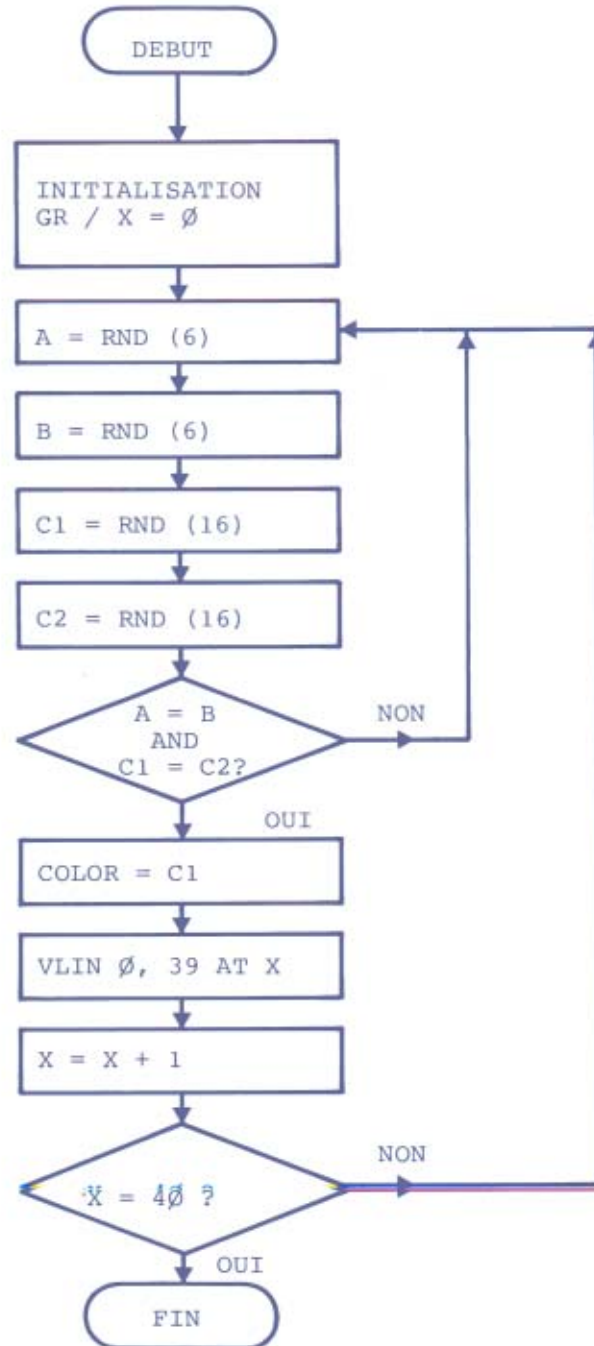 DEBUT
INITIALISATION
GR / X = Ø
A = RND (6)
B = RND (6)
C1 = RND (16)
C2 = RND (16)
A = B
AND
C1 = C2?
NON
OUI
COLOR = C1
VLIN Ø, 39 AT X
X = X + 1
X = 4Ø ?
NON
OUI
FIN